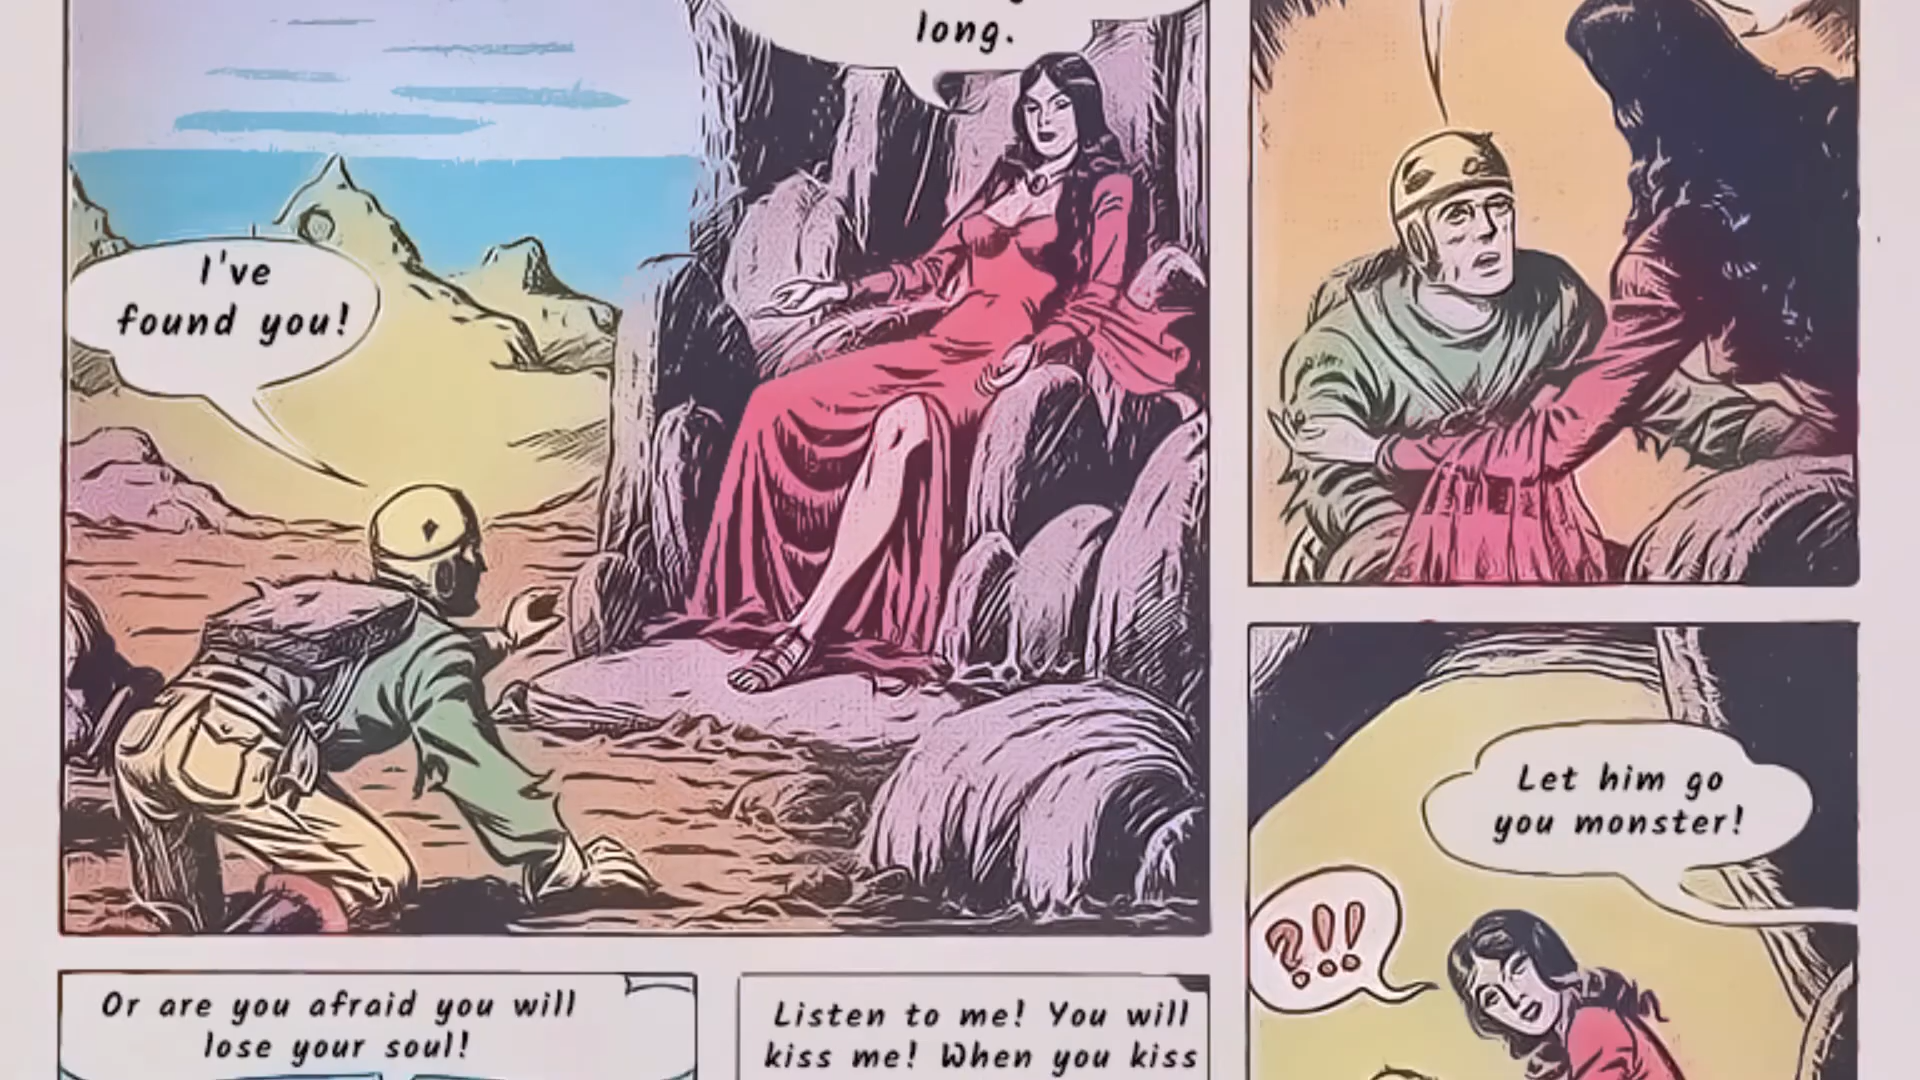 long.
I've
found you!
Let him go
you monster!
?!!
Or are you afraid you will
lose your soul!
Listen to me! You will
kiss me! When you kiss